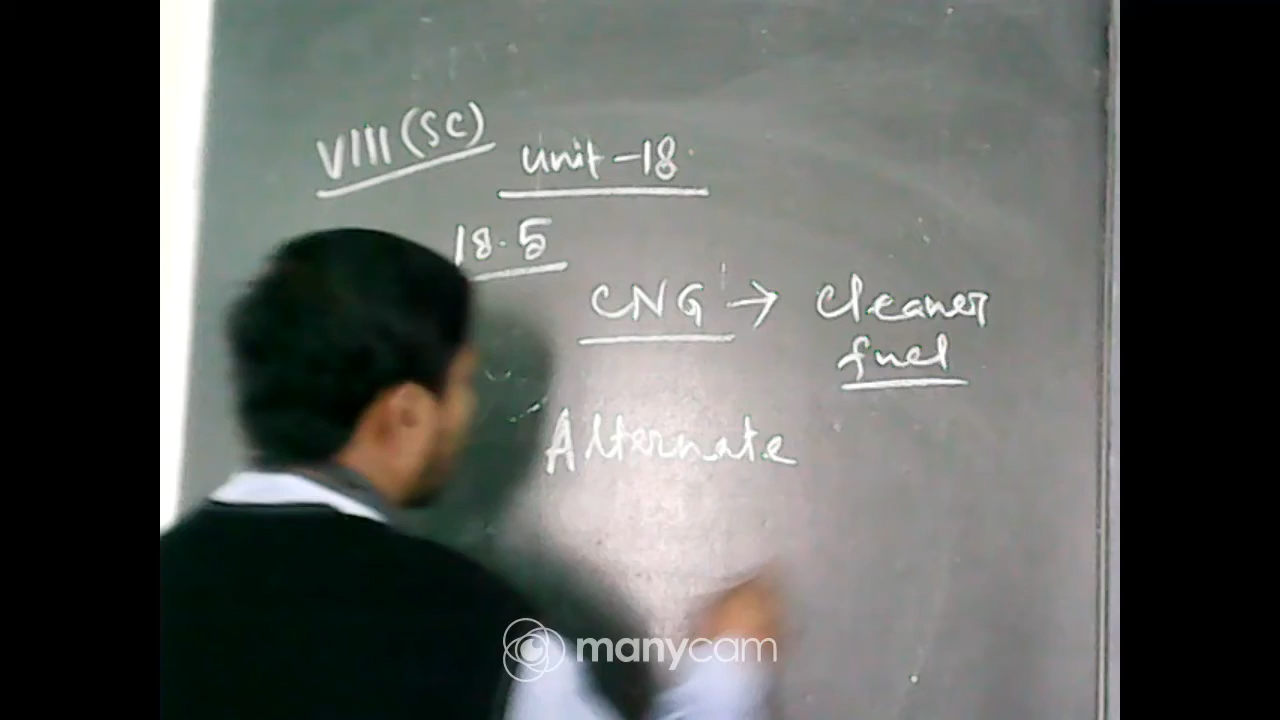 VIII (SC) unit -18
18.5
CNG → cleaner
fuel
Alternate
manycam